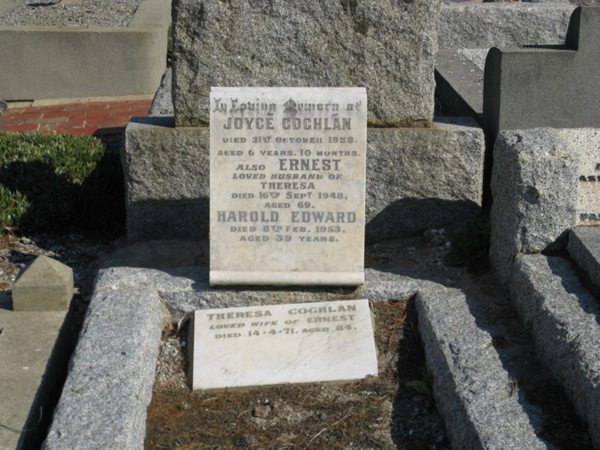 In Loving Memory of
JOYCE COGHLAN
DIED 31ST OCTOBER 1928.
AGED 6 YEARS, 10 MONTHS.
ALSO ERNEST
LOVED HUSBAND OF
THERESA
DIED 16TH SEPT 1948.
AGED 69.
HAROLD EDWARD
DIED 8TH FEB. 1953.
AGED 39 YEARS.
THERESA COGHLAN
LOVED WIFE OF ERNEST
DIED 14·4·71. AGED 84.